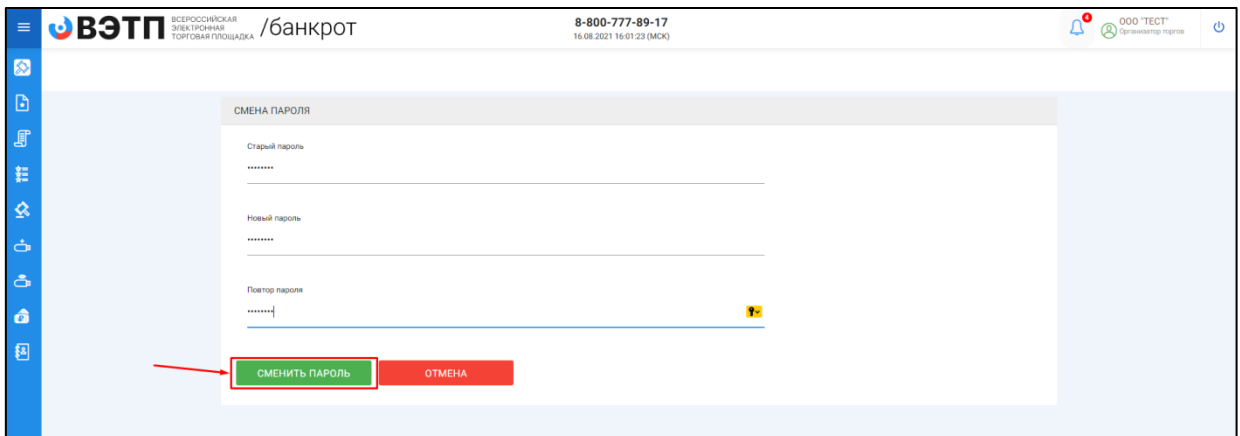 ВЭТП
ВСЕРОССИЙСКАЯ
ЭЛЕКТРОННАЯ
ТОРГОВАЯ ПЛОЩАДКА
/банкрот
8-800-777-89-17
16.08.2021 16:01:23 (МСК)
4
ООО "ТЕСТ"
Организатор торгов
СМЕНА ПАРОЛЯ
Старый пароль
••••••••
Новый пароль
••••••••
Повтор пароля
••••••••
СМЕНИТЬ ПАРОЛЬ
ОТМЕНА